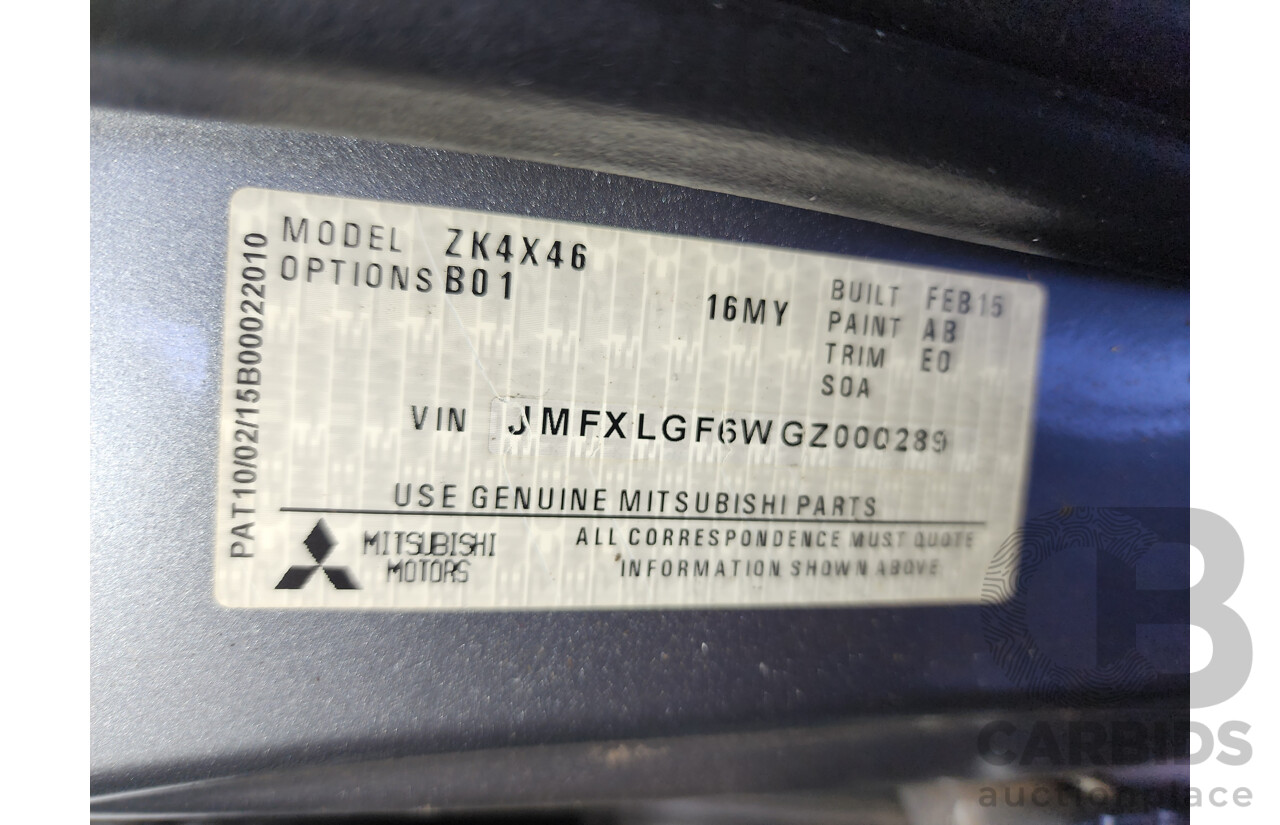 MODEL ZK4X46
OPTIONS B01
16MY
BUILT FEB15
PAINT AB
TRIM E0
SOA
VIN JMFXLGF6WGZ000289
USE GENUINE MITSUBISHI PARTS
MITSUBISHI
MOTORS
ALL CORRESPONDENCE MUST QUOTE
INFORMATION SHOWN ABOVE
PAT10/02/15B00022010
CB
CARBIDS
auctionplace